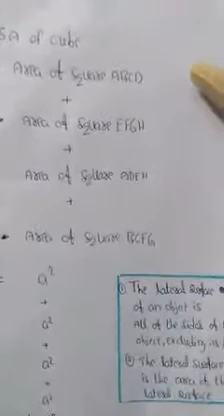 SA of cube
Area of Square ABCD
+
• Area of Square EFGH
+
Area of Square ADEH
+
• Area of Square BCFG
= a²
+
a²
+
a²
+
a²
① The lateral surface
of an object is
all of the sides of
object, excluding its
② The lateral surface
is the area of
lateral surface